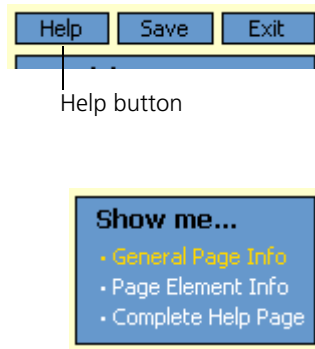 Help Save Exit
Help button
Show me...
· General Page Info
· Page Element Info
· Complete Help Page